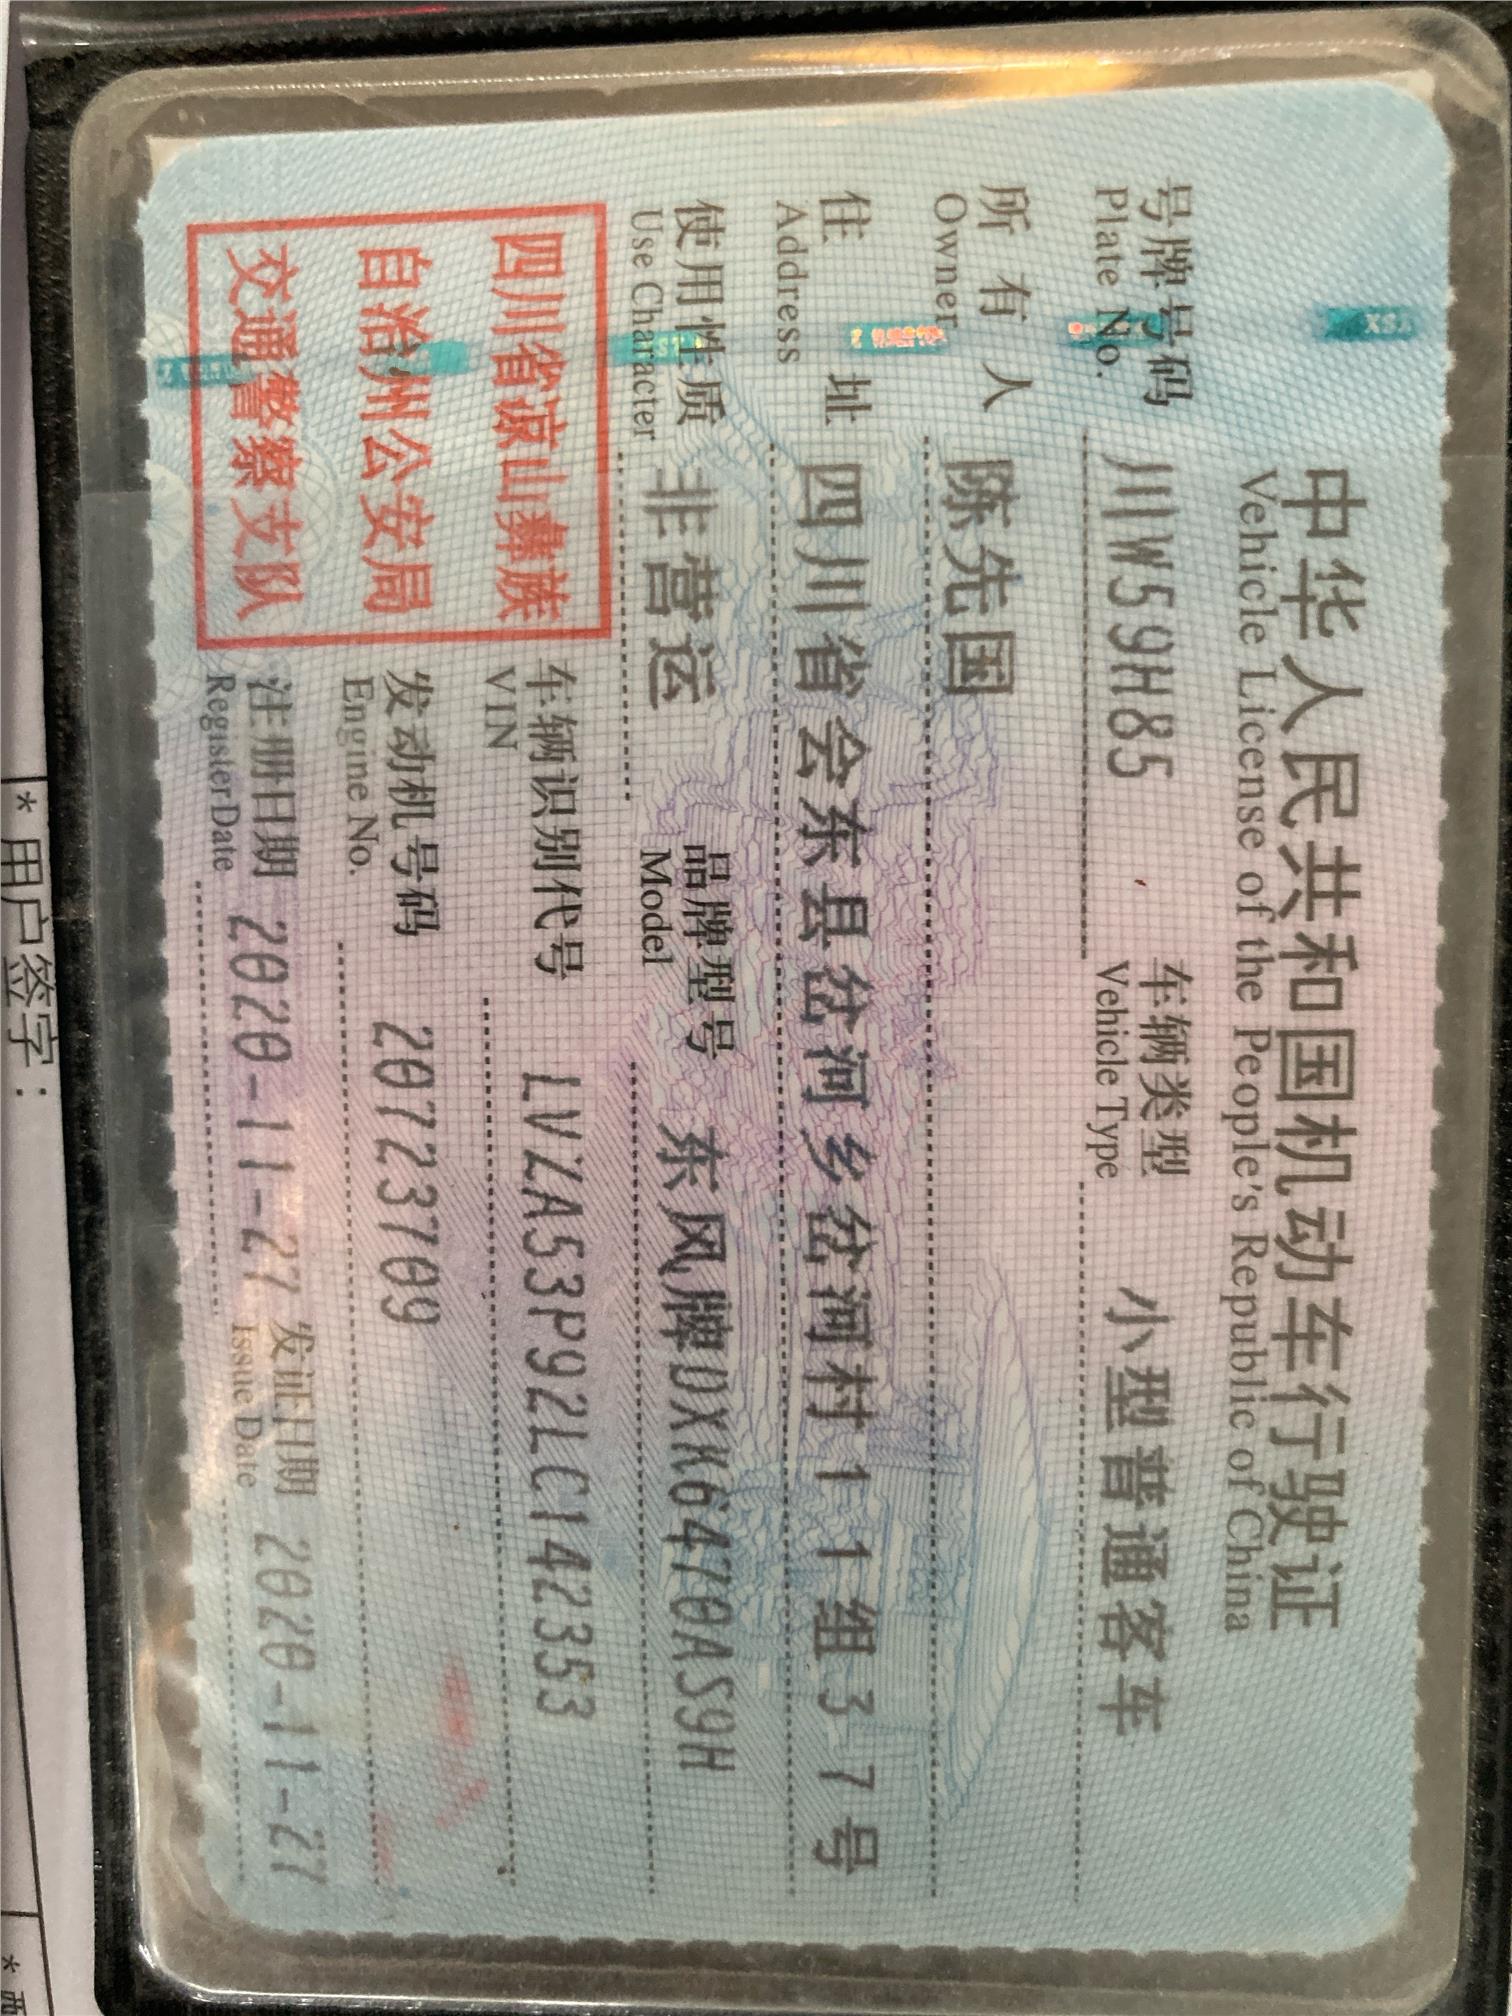 中华人民共和国机动车行驶证
Vehicle License of the People's Republic of China
号牌号码 川W59H85 车辆类型 小型普通客车
Plate No. Vehicle Type
所有人 陈先国
Owner
住址 四川省会东县岔河乡岔河村11组37号
Address
使用性质 非营运 品牌型号 东风牌DXK6470AS9H
Use Character Model
四川省凉山彝族
自治州公安局
交通警察支队
车辆识别代号 LVZA53P92LC142353
VIN
发动机号码 20723709
Engine No.
注册日期 2020-11-27 发证日期 2020-11-27
Register Date Issue Date
*用户签字：